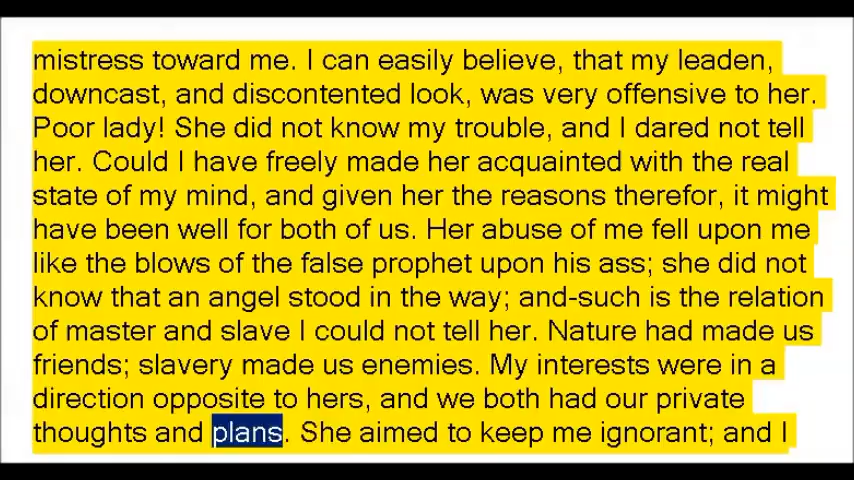 mistress toward me. I can easily believe, that my leaden,
downcast, and discontented look, was very offensive to her.
Poor lady! She did not know my trouble, and I dared not tell
her. Could I have freely made her acquainted with the real
state of my mind, and given her the reasons therefor, it might
have been well for both of us. Her abuse of me fell upon me
like the blows of the false prophet upon his ass; she did not
know that an angel stood in the way; and-such is the relation
of master and slave I could not tell her. Nature had made us
friends; slavery made us enemies. My interests were in a
direction opposite to hers, and we both had our private
thoughts and plans. She aimed to keep me ignorant; and I